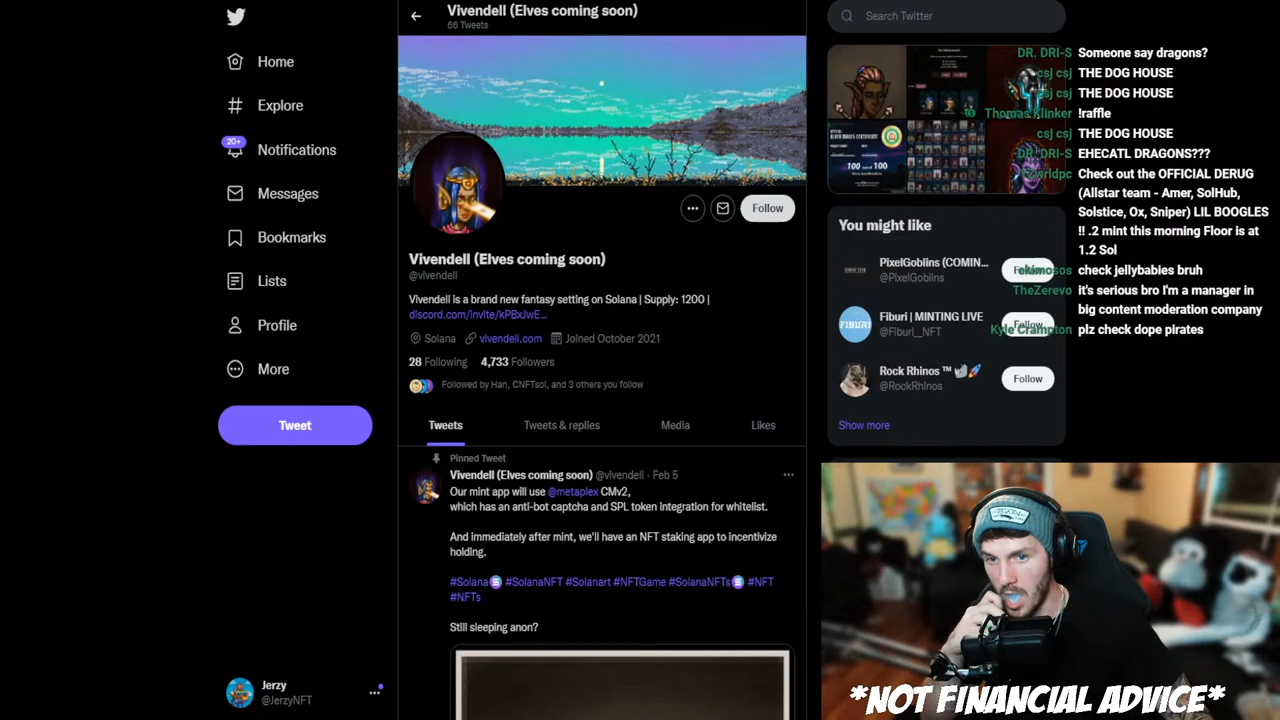 Vivendell (Elves coming soon)
66 Tweets
Search Twitter
Home
Explore
20+
Notifications
Messages
Bookmarks
Lists
Profile
More
Tweet
Jerzy
@JerzyNFT
Follow
Vivendell (Elves coming soon)
@vivendell
Vivendell is a brand new fantasy setting on Solana | Supply: 1200 |
discord.com/invite/kPBxJwE...
Solana vivendell.com Joined October 2021
28 Following 4,733 Followers
Followed by Han, CNFTsol, and 3 others you follow
Tweets Tweets & replies Media Likes
Pinned Tweet
Vivendell (Elves coming soon) @vivendell · Feb 5
Our mint app will use @metaplex CMv2,
which has an anti-bot captcha and SPL token integration for whitelist.
And immediately after mint, we'll have an NFT staking app to incentivize
holding.
#Solana #SolanaNFT #Solanart #NFTGame #SolanaNFTs #NFT
#NFTs
Still sleeping anon?
100 out of 100
You might like
PixelGoblins (COMIN...
@PixelGoblins
Fiburi | MINTING LIVE
@Fiburi_NFT
FIBURI
Rock Rhinos ™
@RockRhinos
Follow
Show more
DR. DRI-S Someone say dragons?
csj csj THE DOG HOUSE
csj csj THE DOG HOUSE
Thomas Klinker !raffle
csj csj THE DOG HOUSE
DR. DRI-S EHECATL DRAGONS???
Check out the OFFICIAL DERUG
(Allstar team - Amer, SolHub,
Solstice, Ox, Sniper) LIL BOOGLES
!! .2 mint this morning Floor is at
1.2 Sol
check jellybabies bruh
TheZerevo it's serious bro I'm a manager in
big content moderation company
Kyle Crampton plz check dope pirates
*NOT FINANCIAL ADVICE*